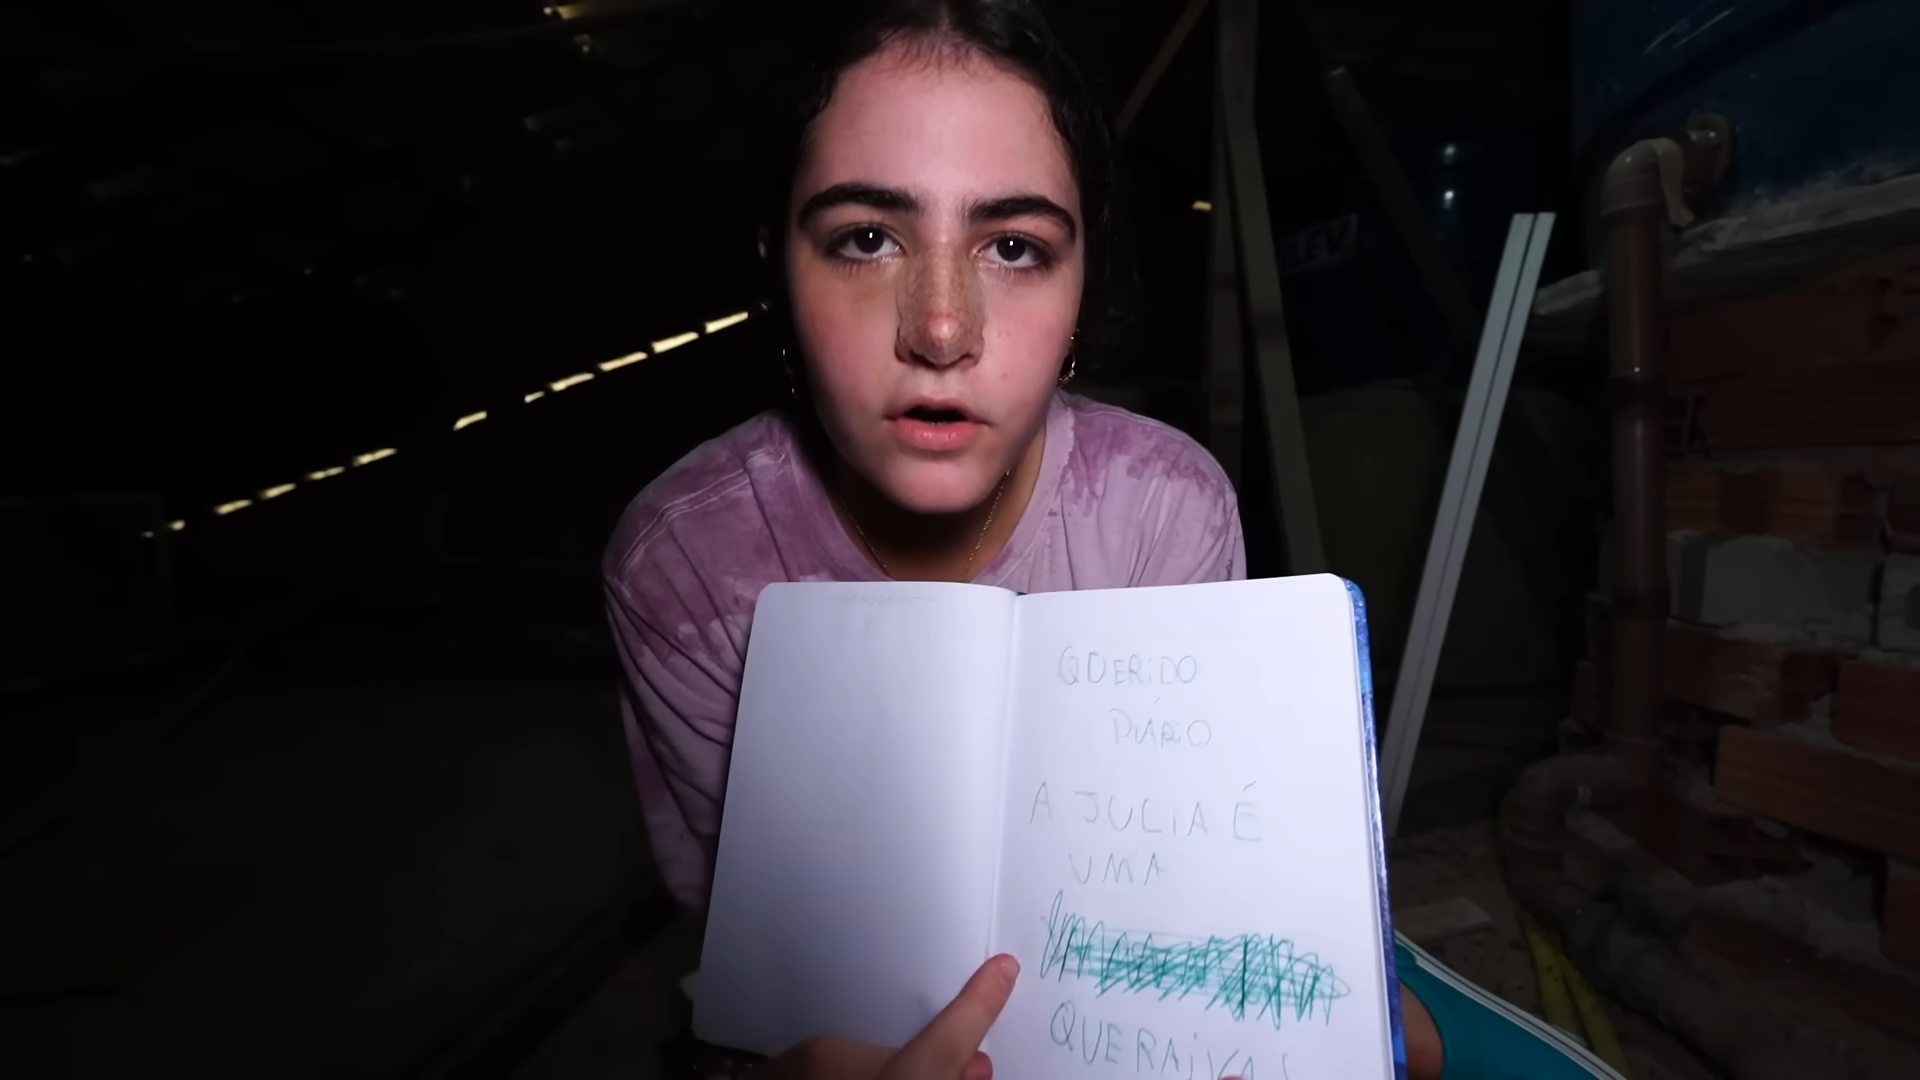 QUERIDO
DIÁRIO
A JULIA É
UMA
QUE RAIVA!